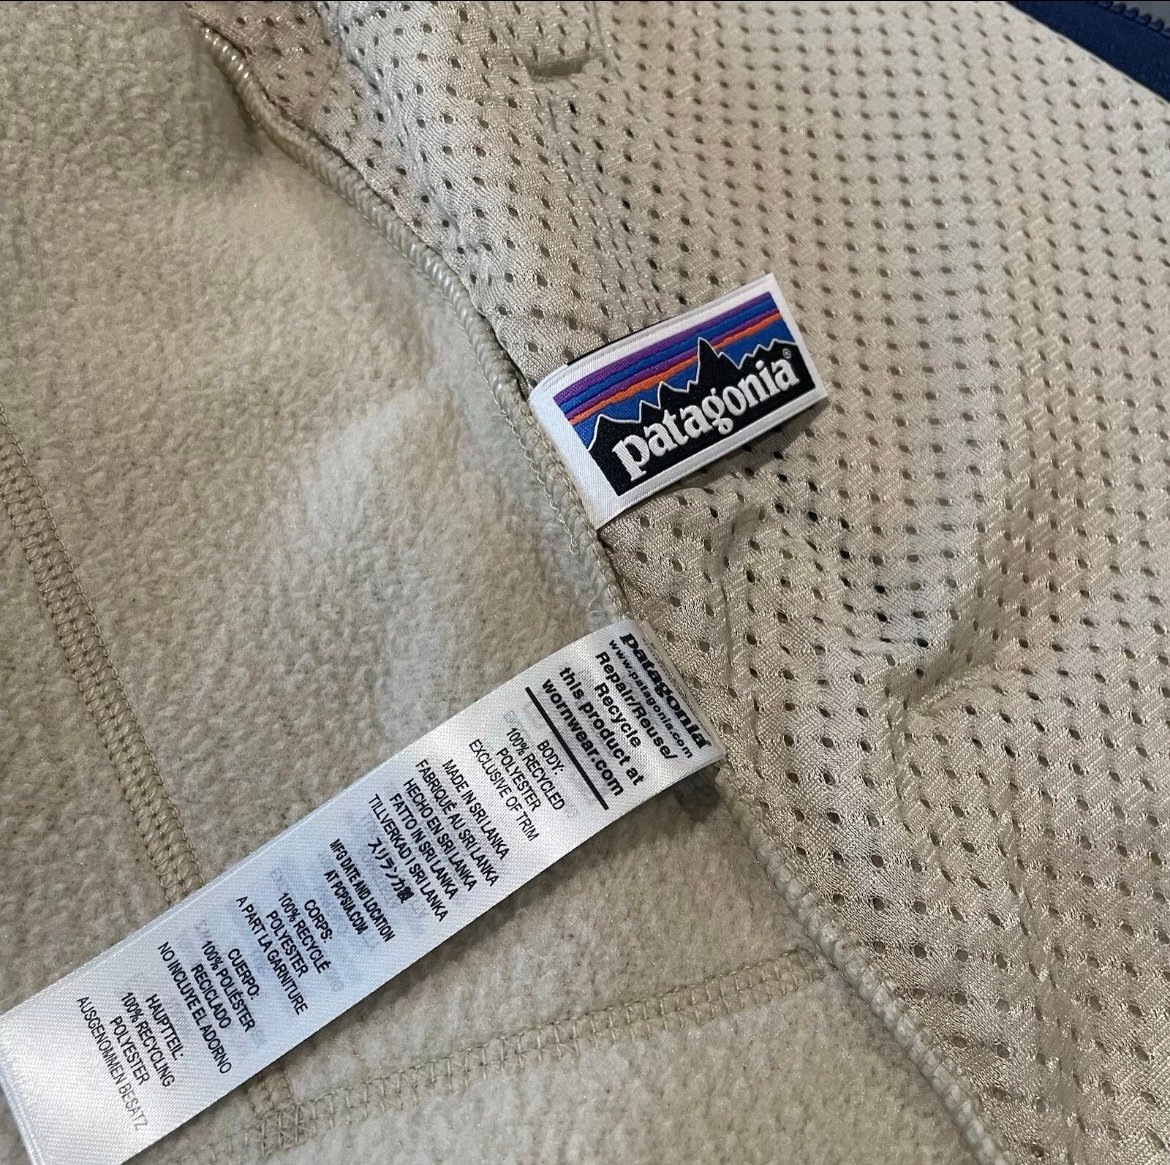 patagonia®
patagonia
www.patagonia.com
Repair/Reuse/
Recycle
this product at
wornwear.com
BODY:
100% RECYCLED
POLYESTER
EXCLUSIVE OF TRIM
MADE IN SRI LANKA
FABRIQUÉ AU SRI LANKA
HECHO EN SRI LANKA
FATTO IN SRI LANKA
TILLVERKAD I SRI LANKA
スリランカ製
MFG DATE AND LOCATION
AT PCPSIA.COM
CORPS:
100% RECYCLÉ
POLYESTER
A PART LA GARNITURE
CUERPO:
100% POLIÉSTER
RECICLADO
NO INCLUYE EL ADORNO
HAUPTTEIL:
100% RECYCLING
POLYESTER
AUSGENOMMEN BESATZ